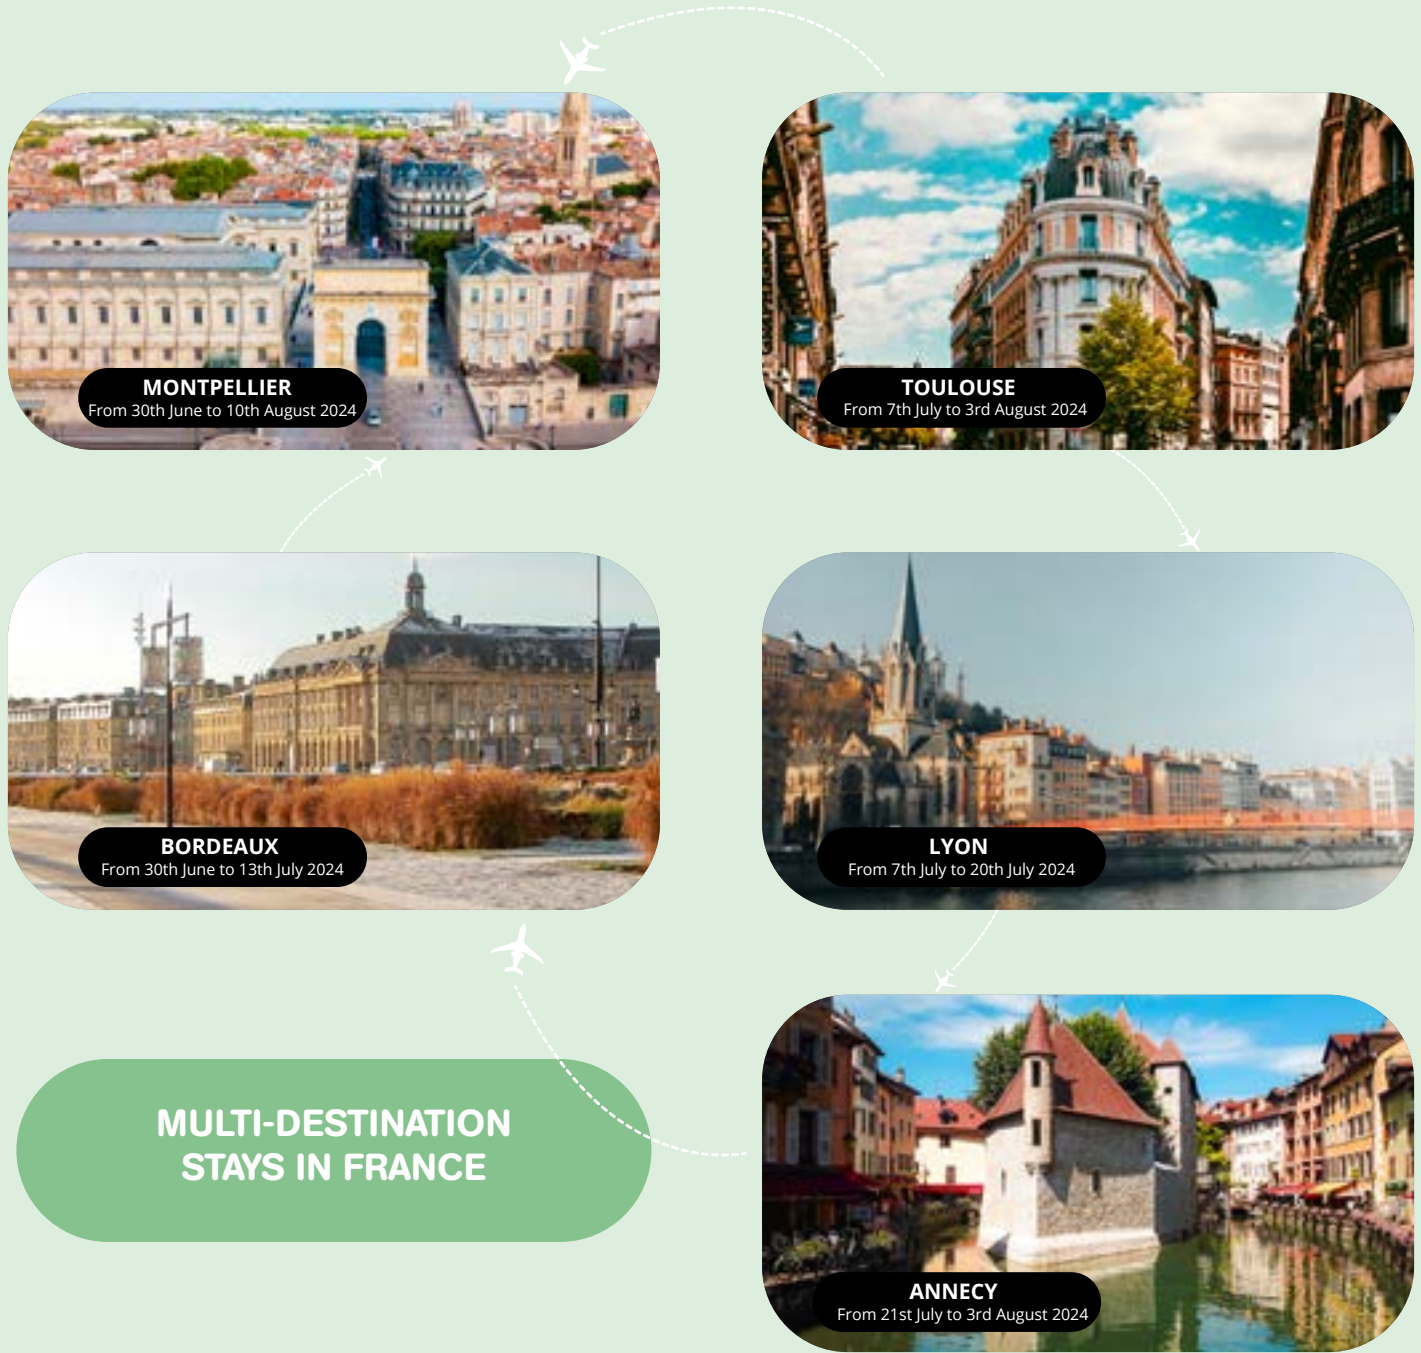 MONTPELLIER
From 30th June to 10th August 2024
TOULOUSE
From 7th July to 3rd August 2024
BORDEAUX
From 30th June to 13th July 2024
LYON
From 7th July to 20th July 2024
MULTI-DESTINATION
STAYS IN FRANCE
ANNECY
From 21st July to 3rd August 2024